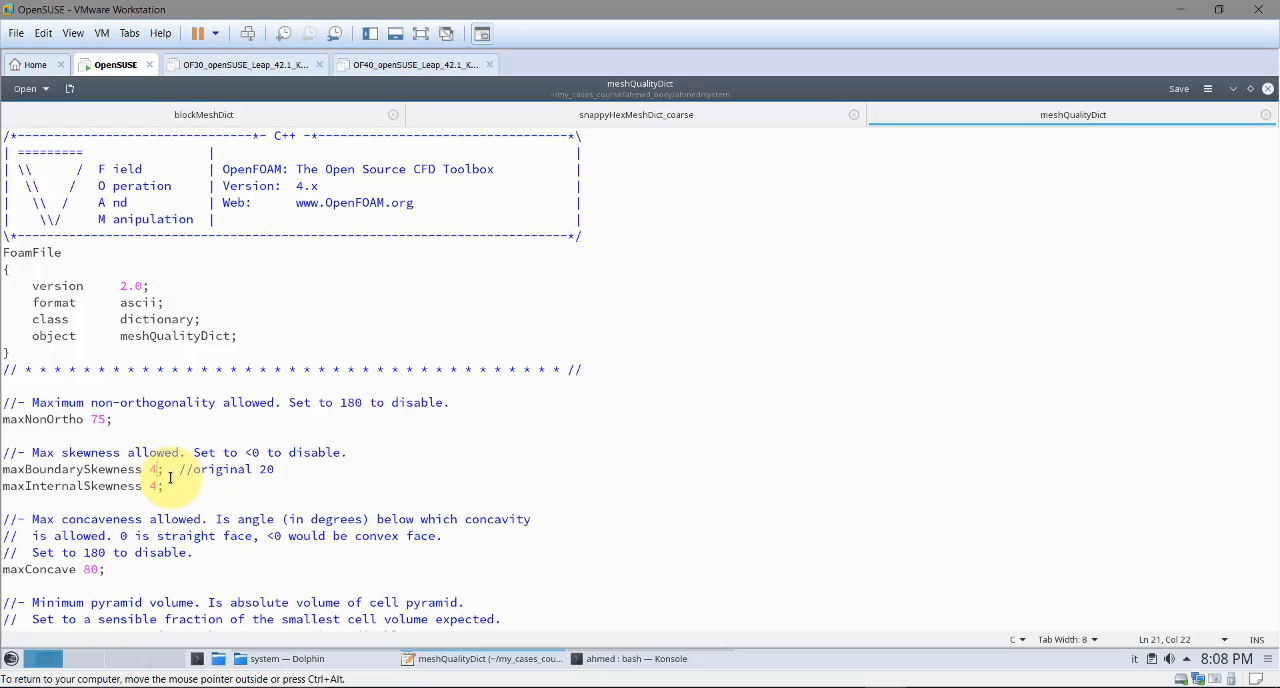 OpenSUSE - VMware Workstation
File Edit View VM Tabs Help
Home OpenSUSE OF30_openSUSE_Leap_42.1_K... OF40_openSUSE_Leap_42.1_K...
Open meshQualityDict Save
~/my_cases_course/ahmed_body/ahmed/system
blockMeshDict snappyHexMeshDict_coarse meshQualityDict
/*--------------------------------*- C++ -*----------------------------------*\
| ========= | |
| \\ / F ield | OpenFOAM: The Open Source CFD Toolbox |
| \\ / O peration | Version: 4.x |
| \\ / A nd | Web: www.OpenFOAM.org |
| \\/ M anipulation | |
\*---------------------------------------------------------------------------*/
FoamFile
{
version 2.0;
format ascii;
class dictionary;
object meshQualityDict;
}
// * * * * * * * * * * * * * * * * * * * * * * * * * * * * * * * * * * * * * //
//- Maximum non-orthogonality allowed. Set to 180 to disable.
maxNonOrtho 75;
//- Max skewness allowed. Set to <0 to disable.
maxBoundarySkewness 4; //original 20
maxInternalSkewness 4;
//- Max concaveness allowed. Is angle (in degrees) below which concavity
// is allowed. 0 is straight face, <0 would be convex face.
// Set to 180 to disable.
maxConcave 80;
//- Minimum pyramid volume. Is absolute volume of cell pyramid.
// Set to a sensible fraction of the smallest cell volume expected.
C Tab Width: 8 Ln 21, Col 22 INS
system — Dolphin meshQualityDict (~/my_cases_cou... ahmed : bash — Konsole it 8:08 PM
To return to your computer, move the mouse pointer outside or press Ctrl+Alt.